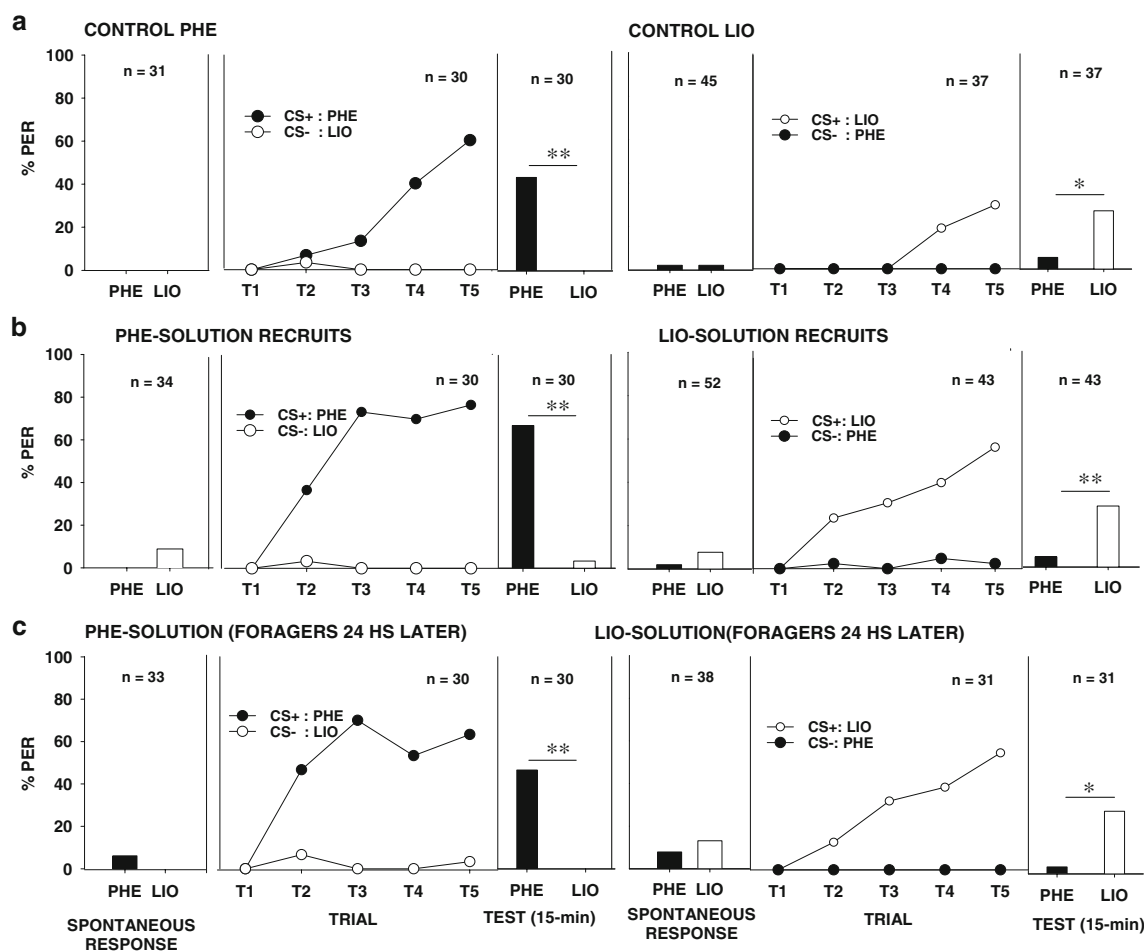 a
CONTROL PHE
CONTROL LIO
100
80
60
40
20
0
% PER
n = 31
n = 30
n = 30
n = 45
n = 37
n = 37
CS+ : PHE
CS- : LIO
**
CS+ : LIO
CS- : PHE
*
PHE LIO
T1 T2 T3 T4 T5
PHE LIO
PHE LIO
T1 T2 T3 T4 T5
PHE LIO
b
PHE-SOLUTION RECRUITS
LIO-SOLUTION RECRUITS
100
80
60
40
20
0
% PER
n = 34
n = 30
n = 30
n = 52
n = 43
n = 43
CS+: PHE
CS-: LIO
**
CS+: LIO
CS-: PHE
**
PHE LIO
T1 T2 T3 T4 T5
PHE LIO
PHE LIO
T1 T2 T3 T4 T5
PHE LIO
c
PHE-SOLUTION (FORAGERS 24 HS LATER)
LIO-SOLUTION(FORAGERS 24 HS LATER)
100
80
60
40
20
0
% PER
n = 33
n = 30
n = 30
n = 38
n = 31
n = 31
CS+ : PHE
CS- : LIO
**
CS+: LIO
CS-: PHE
*
PHE LIO
T1 T2 T3 T4 T5
PHE LIO
PHE LIO
T1 T2 T3 T4 T5
PHE LIO
SPONTANEOUS
RESPONSE
TRIAL
TEST (15-min)
SPONTANEOUS
RESPONSE
TRIAL
TEST (15-min)